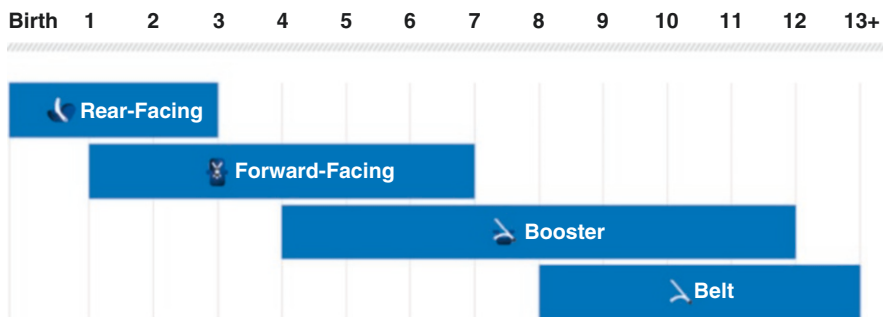 Birth 1 2 3 4 5 6 7 8 9 10 11 12 13+
Rear-Facing
Forward-Facing
Booster
Belt